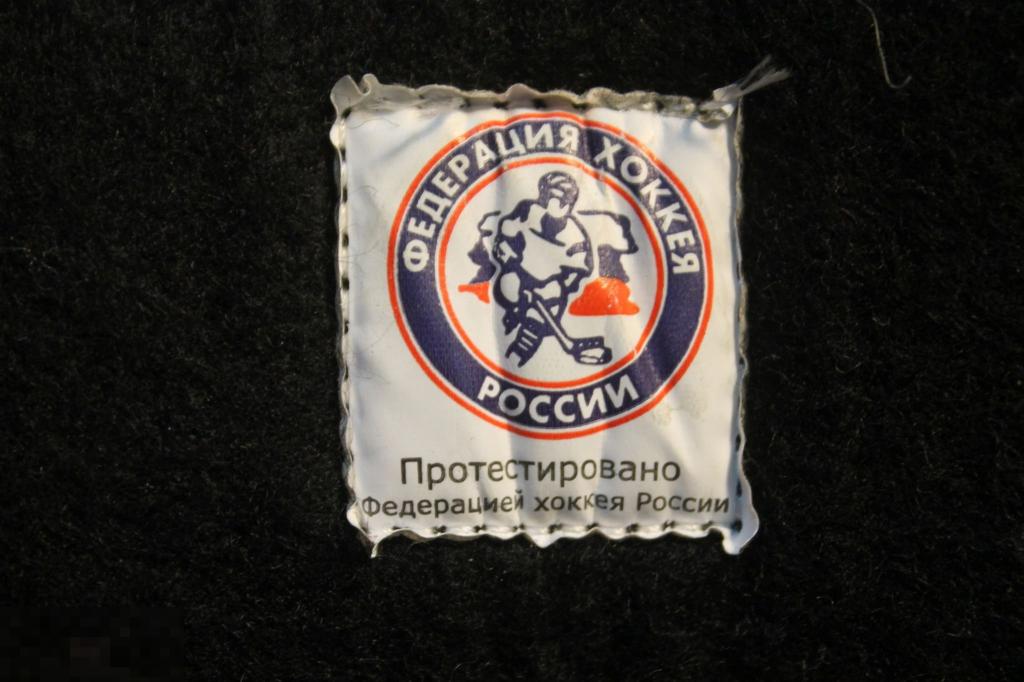 ФЕДЕРАЦИЯ ХОККЕЯ
РОССИИ
Протестировано
Федерацией хоккея России